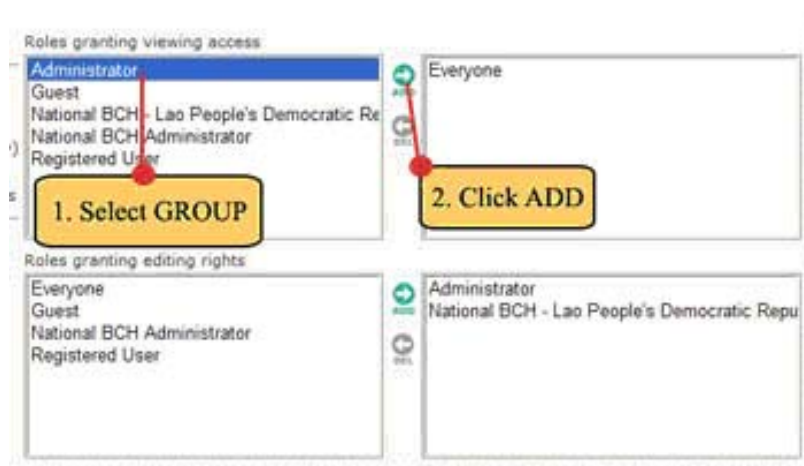 Roles granting viewing access
Administrator
Guest
National BCH - Lao People's Democratic Re
National BCH Administrator
Registered User
1. Select GROUP
ADD
DEL
Everyone
2. Click ADD
Roles granting editing rights
Everyone
Guest
National BCH Administrator
Registered User
ADD
DEL
Administrator
National BCH - Lao People's Democratic Repu